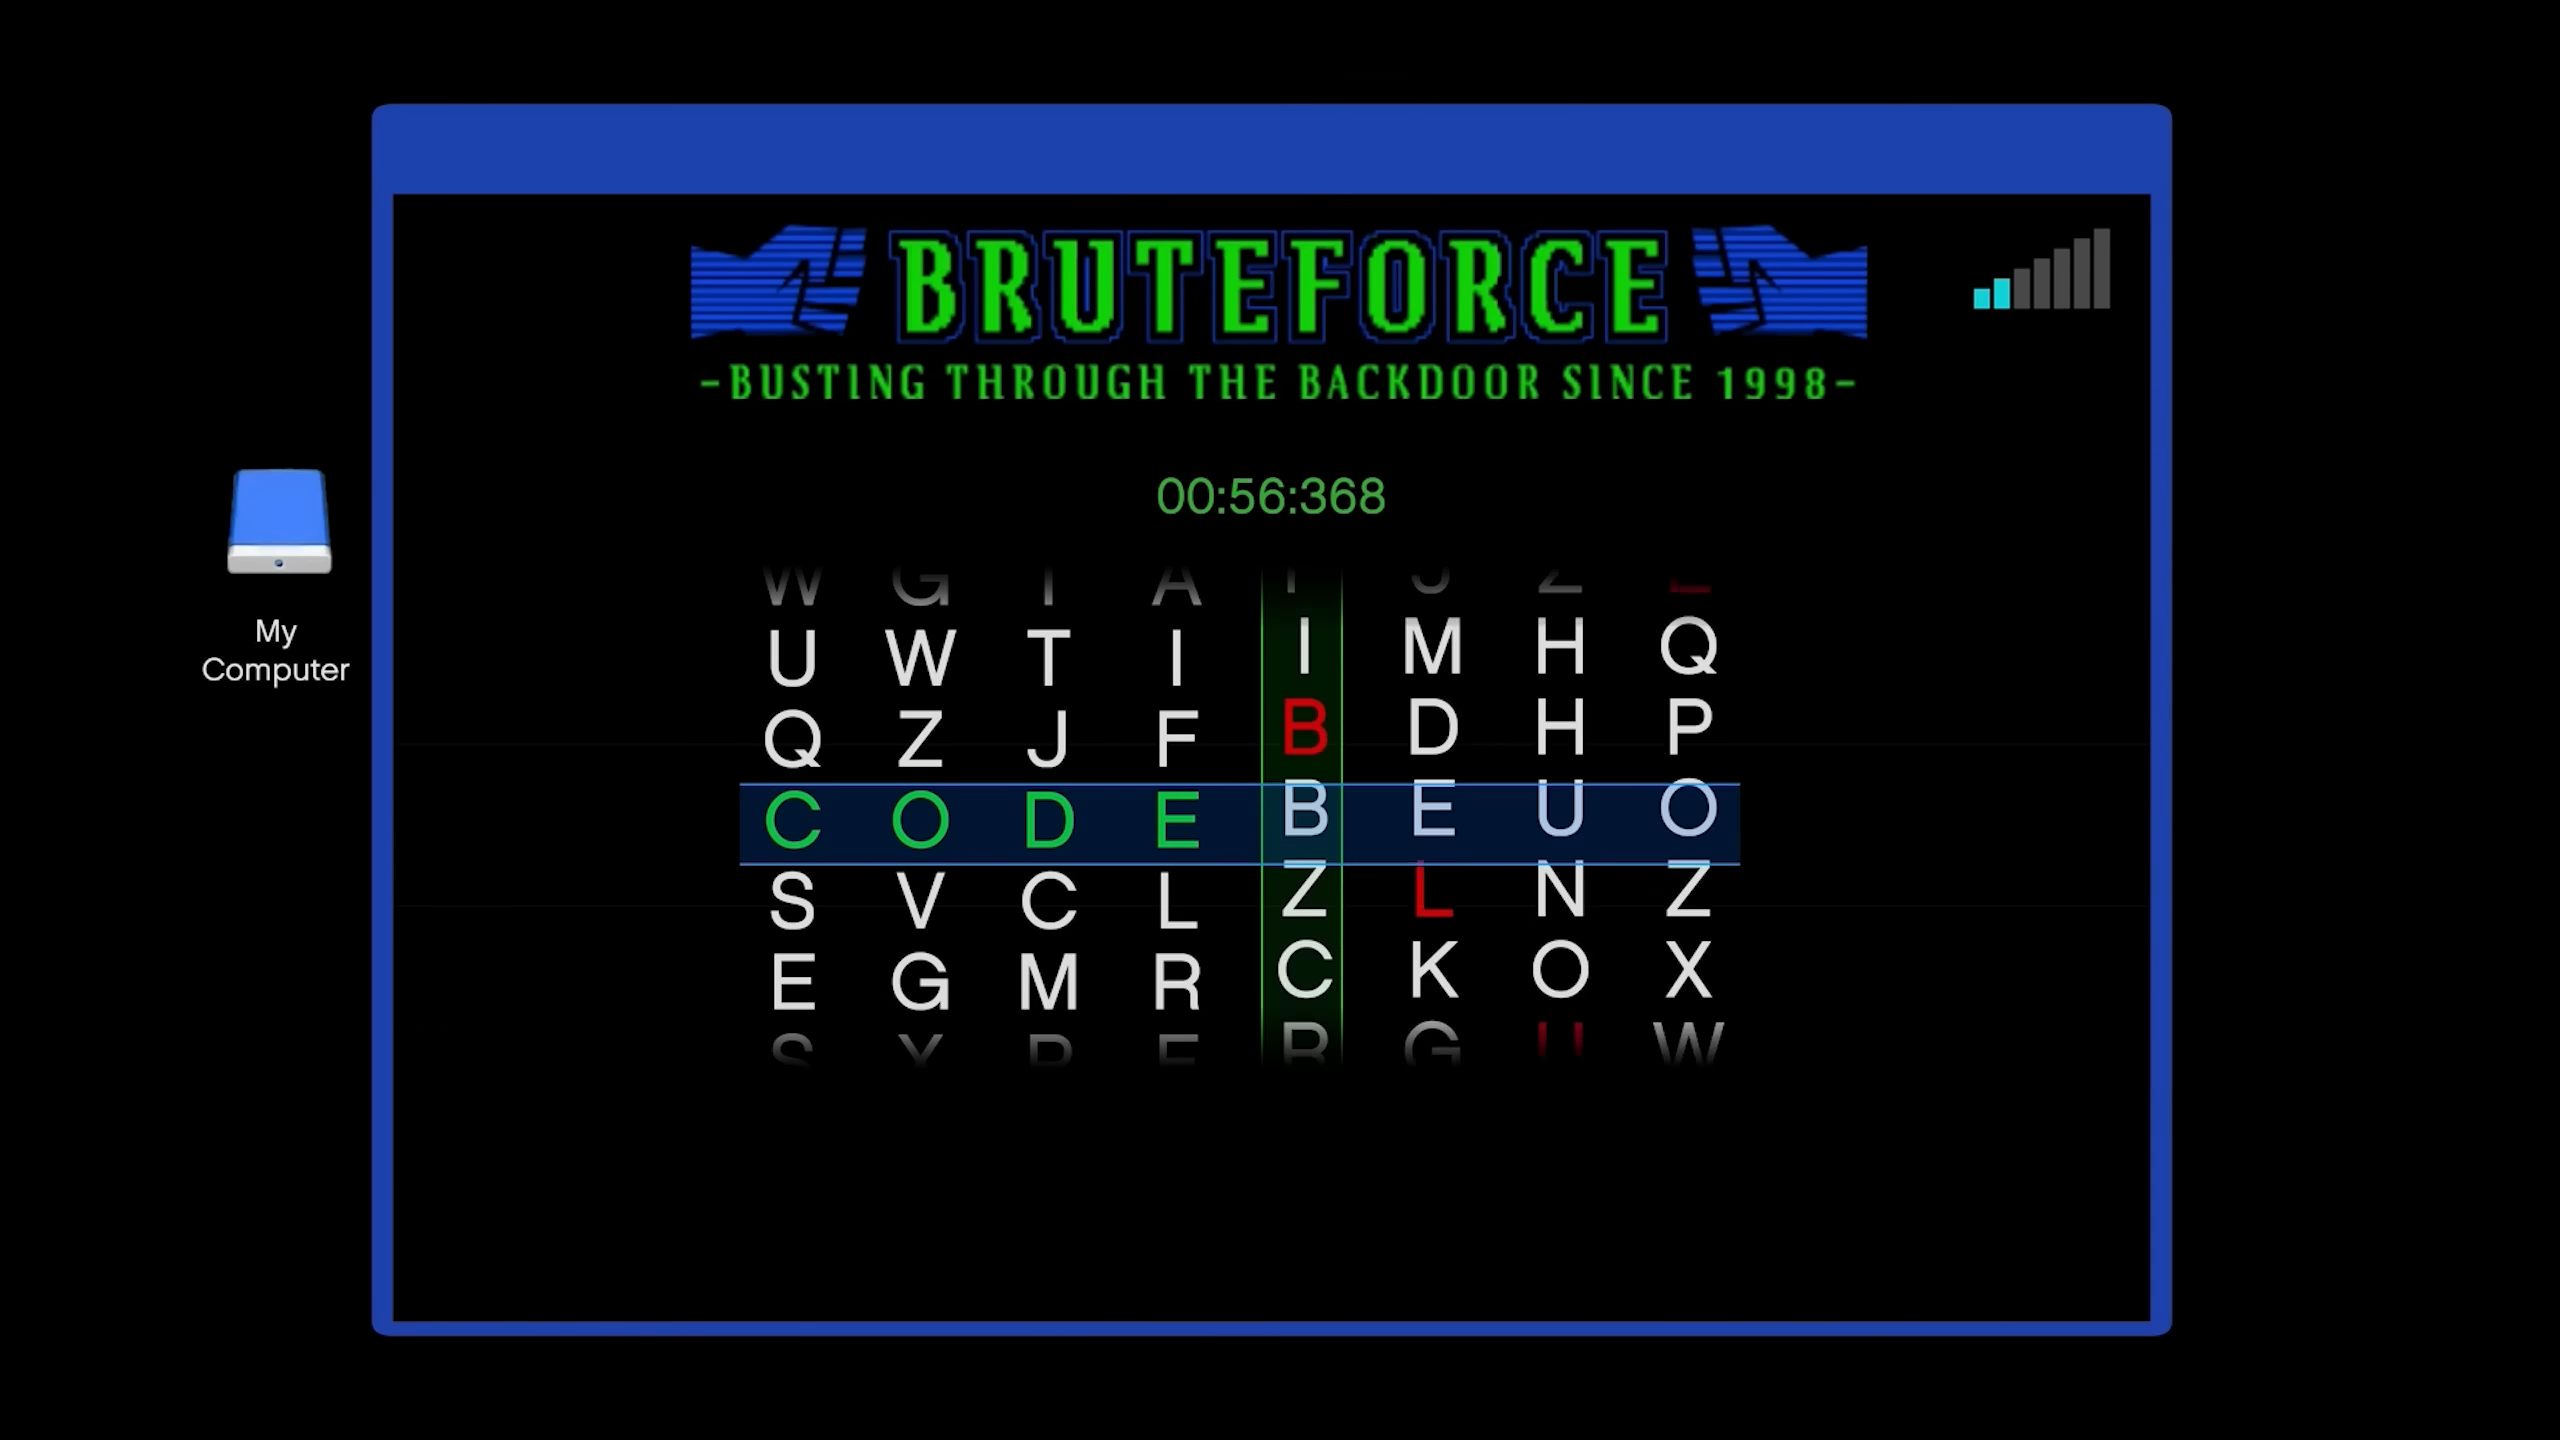 BRUTEFORCE
-BUSTING THROUGH THE BACKDOOR SINCE 1998-
00:56:368
My
Computer
W G T A J Z
U W T I I M H Q
Q Z J F B D H P
C O D E B E U O
S V C L Z L N Z
E G M R C K O X
S Y G U W